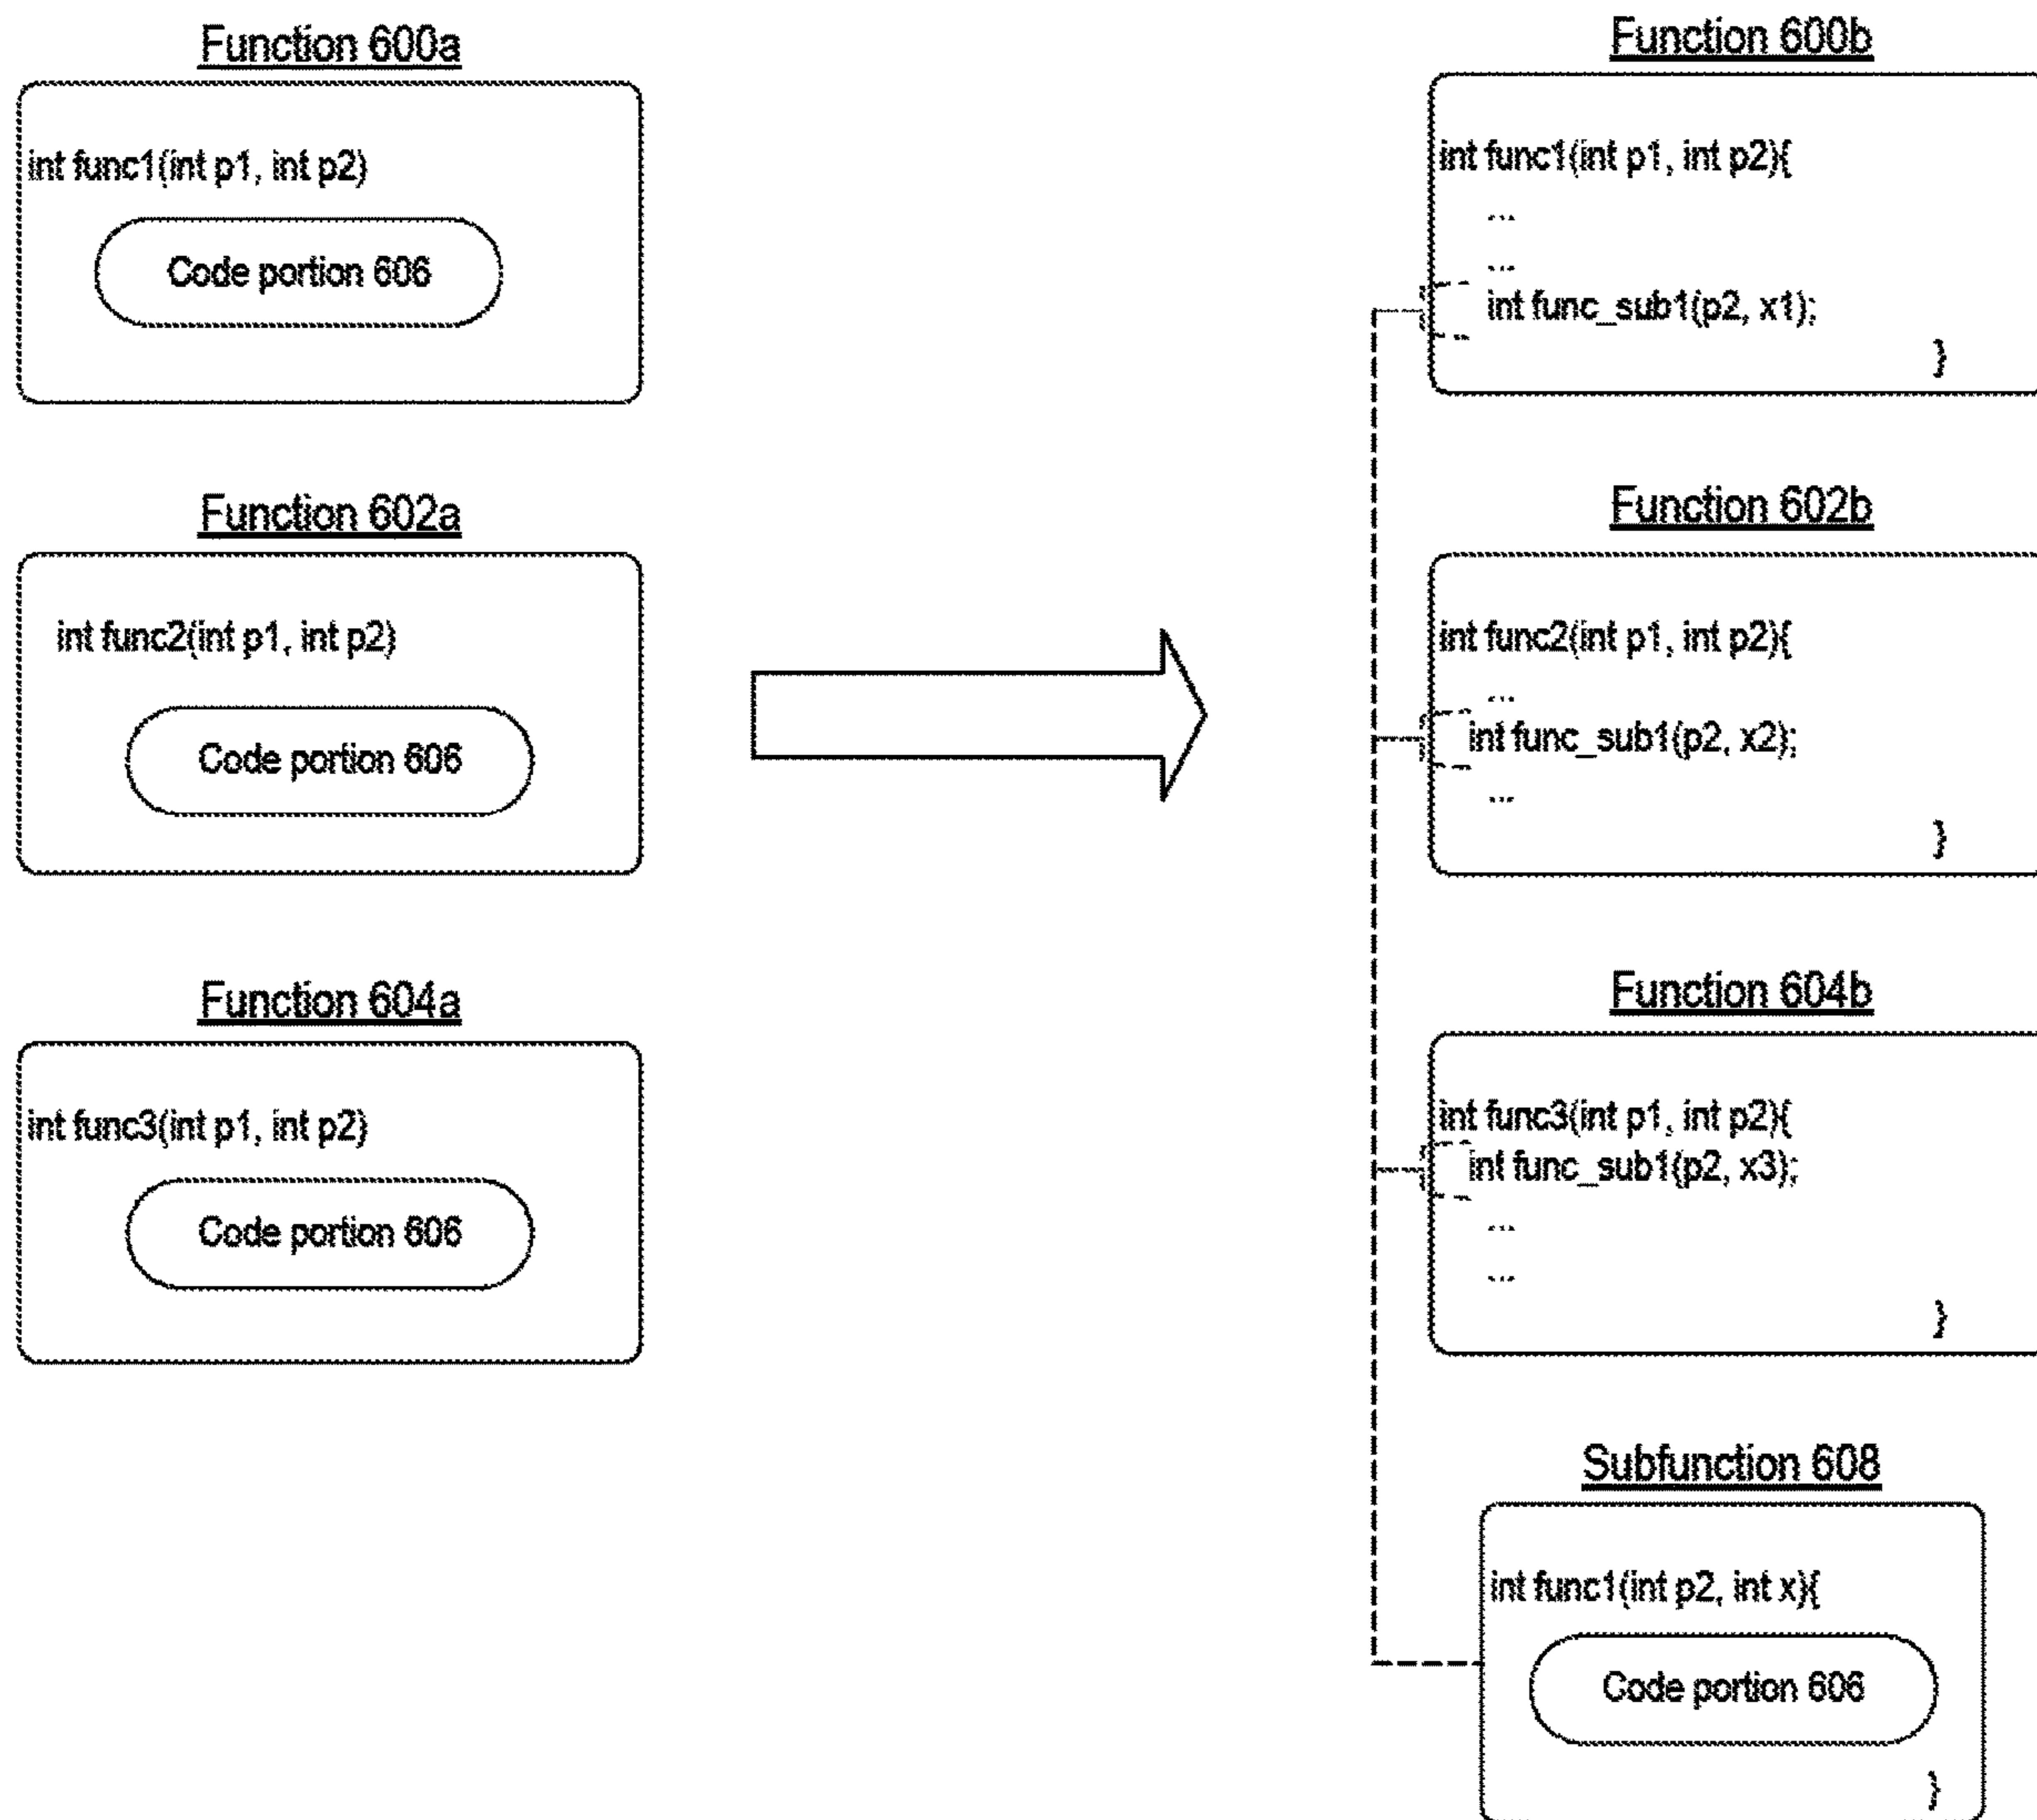 Function 600a
int func1(int p1, int p2)
Code portion 606
Function 602a
int func2(int p1, int p2)
Code portion 606
Function 604a
int func3(int p1, int p2)
Code portion 606
Function 600b
int func1(int p1, int p2){
...
...
int func_sub1(p2, x1);
}
Function 602b
int func2(int p1, int p2){
...
int func_sub1(p2, x2);
...
}
Function 604b
int func3(int p1, int p2){
int func_sub1(p2, x3);
...
...
}
Subfunction 608
int func1(int p2, int x){
Code portion 606
}